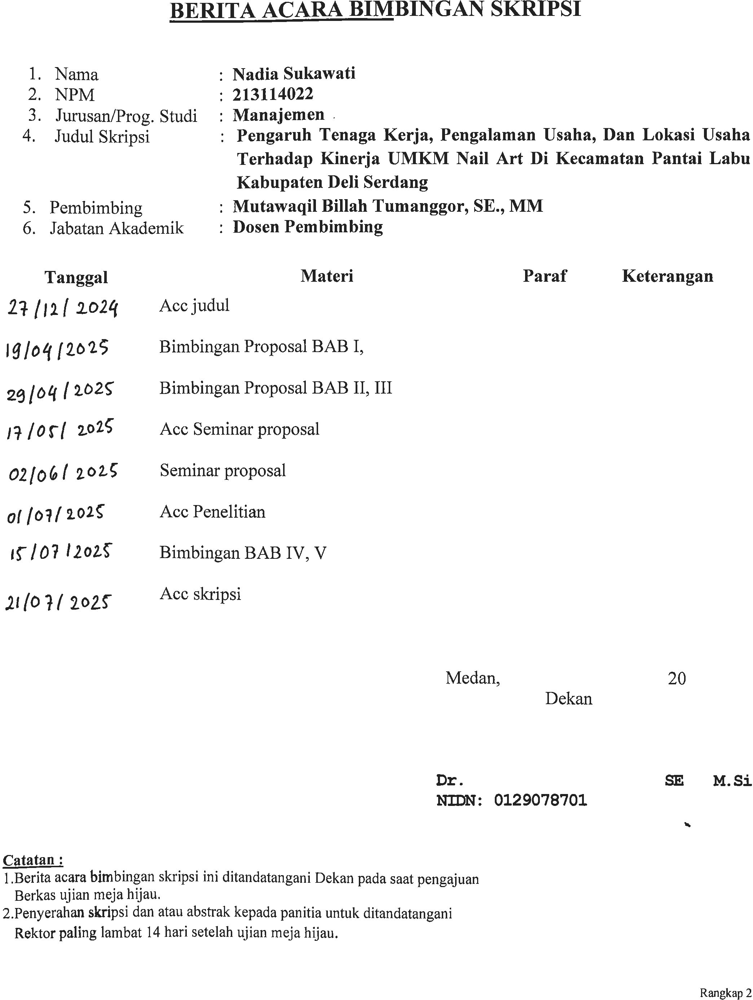 BERITA ACARA BIMBINGAN SKRIPSI
1. Nama : Nadia Sukawati
2. NPM : 213114022
3. Jurusan/Prog. Studi : Manajemen
4. Judul Skripsi : Pengaruh Tenaga Kerja, Pengalaman Usaha, Dan Lokasi Usaha
Terhadap Kinerja UMKM Nail Art Di Kecamatan Pantai Labu
Kabupaten Deli Serdang
5. Pembimbing : Mutawaqil Billah Tumanggor, SE., MM
6. Jabatan Akademik : Dosen Pembimbing
Tanggal Materi Paraf Keterangan
27/12/2024 Acc judul
19/04/2025 Bimbingan Proposal BAB I,
29/04/2025 Bimbingan Proposal BAB II, III
17/05/2025 Acc Seminar proposal
02/06/2025 Seminar proposal
01/07/2025 Acc Penelitian
15/07/2025 Bimbingan BAB IV, V
21/07/2025 Acc skripsi
Medan, 20
Dekan
Dr. SE M.Si
NIDN: 0129078701
Catatan :
1.Berita acara bimbingan skripsi ini ditandatangani Dekan pada saat pengajuan
Berkas ujian meja hijau.
2.Penyerahan skripsi dan atau abstrak kepada panitia untuk ditandatangani
Rektor paling lambat 14 hari setelah ujian meja hijau.
Rangkap 2